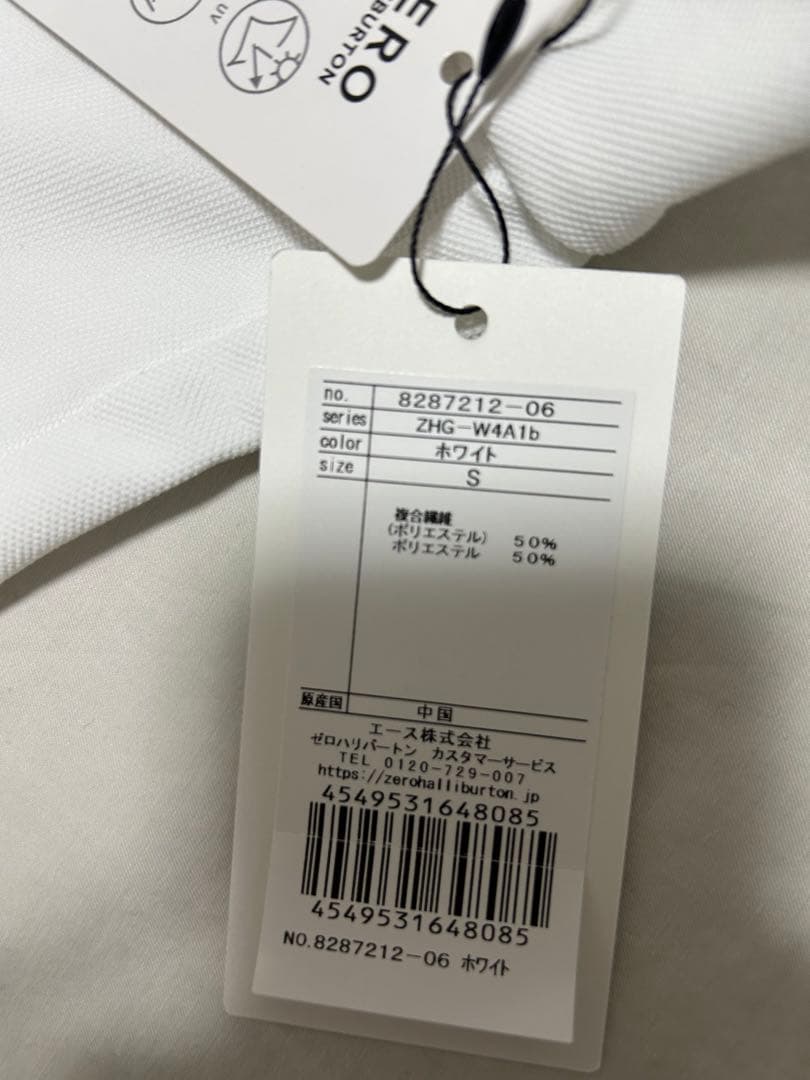 UV
ERO
BURTON
no. 8287212-06
series ZHG-W4A1b
color ホワイト
size S
複合繊維
(ポリエステル) 50%
ポリエステル 50%
原産国 中国
エース株式会社
ゼロハリバートン カスタマーサービス
TEL 0120-729-007
https://zerohalliburton.jp
4549531648085
4549531648085
NO.8287212-06 ホワイト